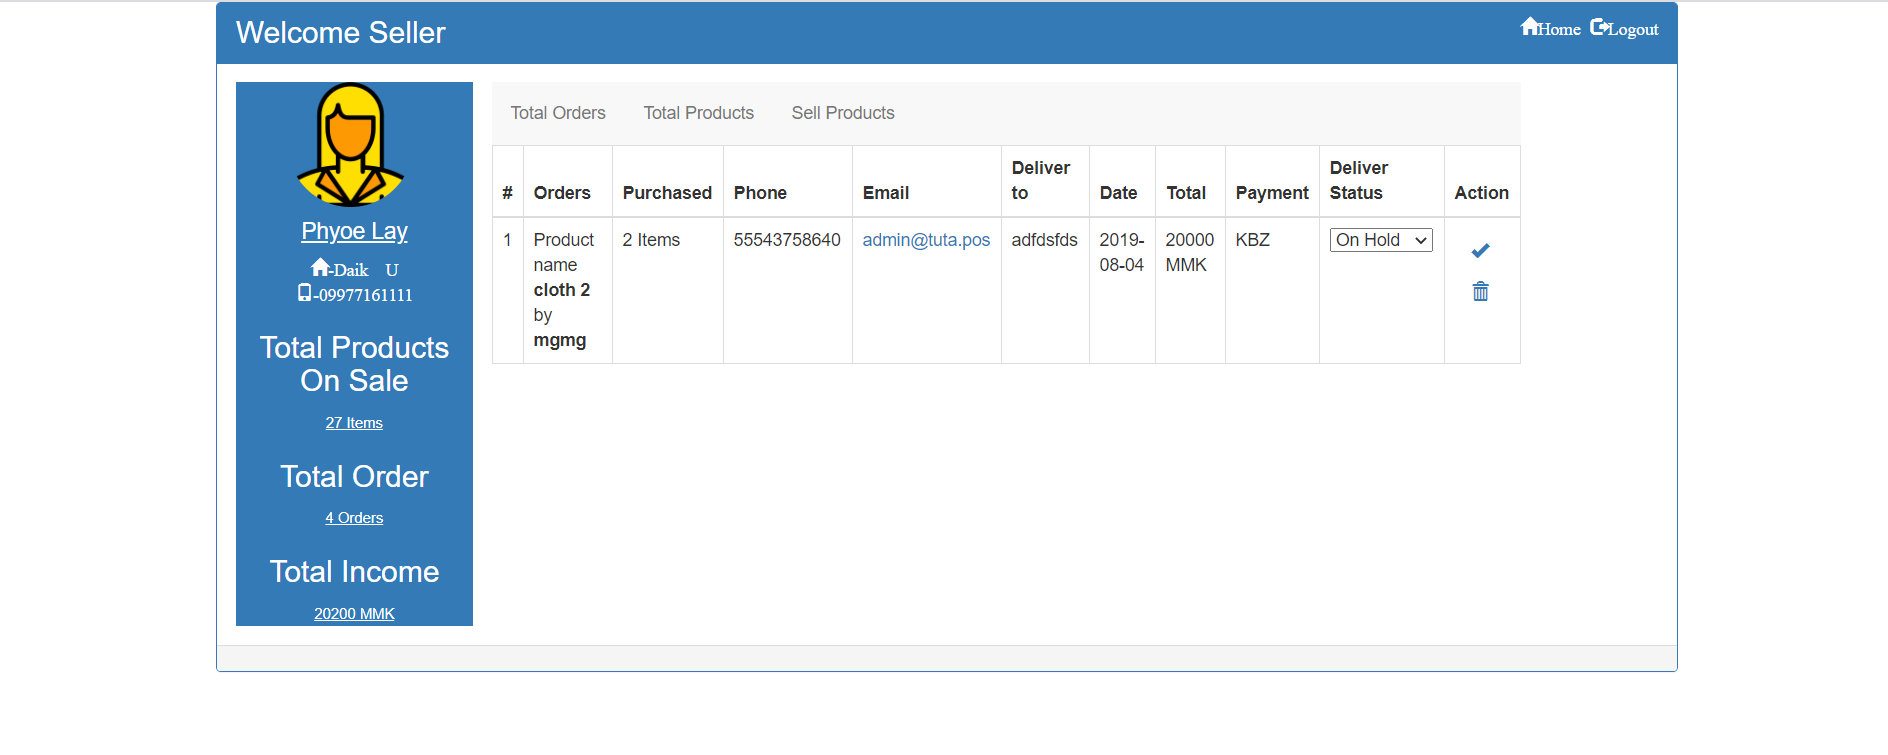 Welcome Seller
Home Logout
Phyoe Lay
-Daik U
-09977161111
Total Products
On Sale
27 Items
Total Order
4 Orders
Total Income
20200 MMK
Total Orders Total Products Sell Products
# Orders Purchased Phone Email Deliver to Date Total Payment Deliver Status Action
1 Product name cloth 2 by mgmg 2 Items 55543758640 admin@tuta.pos adfdsfds 2019-08-04 20000 MMK KBZ On Hold